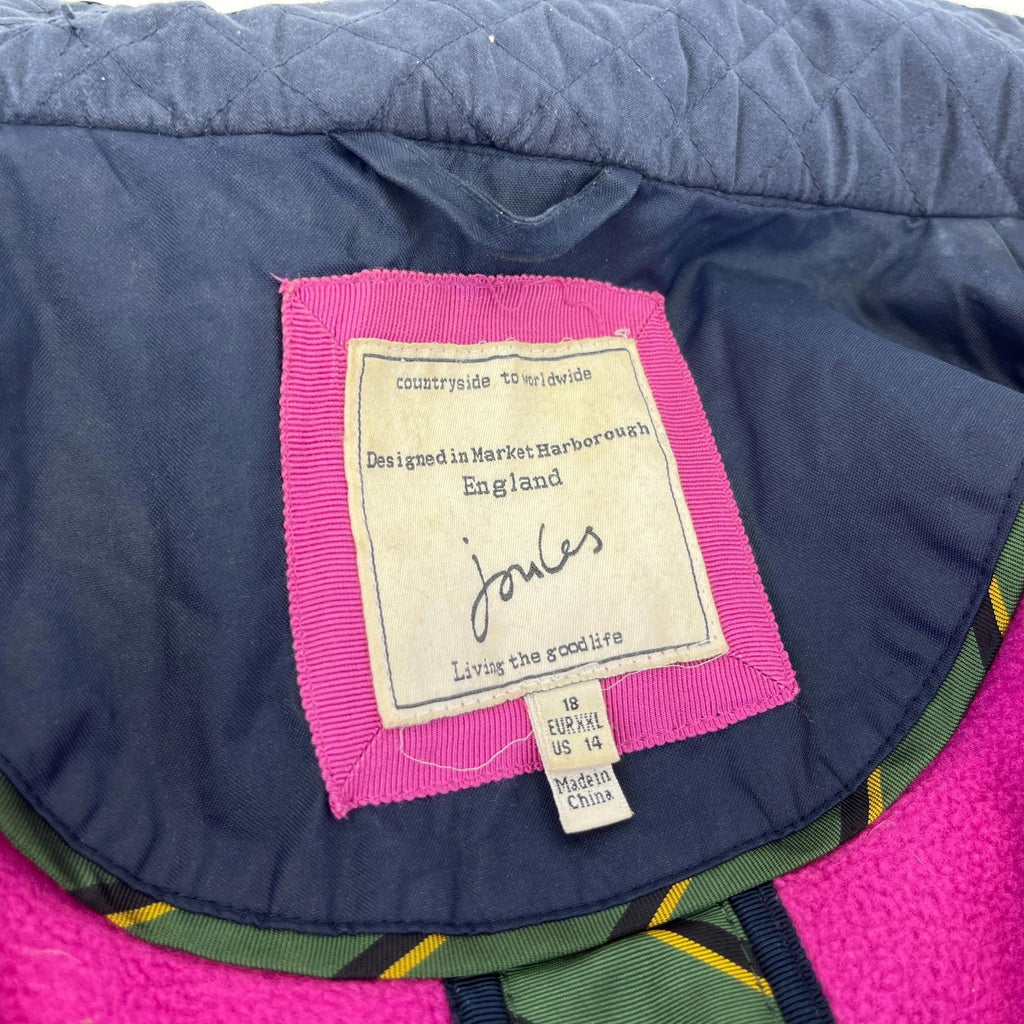 countryside to worldwide
Designed in Market Harborough
England
joules
Living the good life
18
EUR XXL
US 14
Made in
China